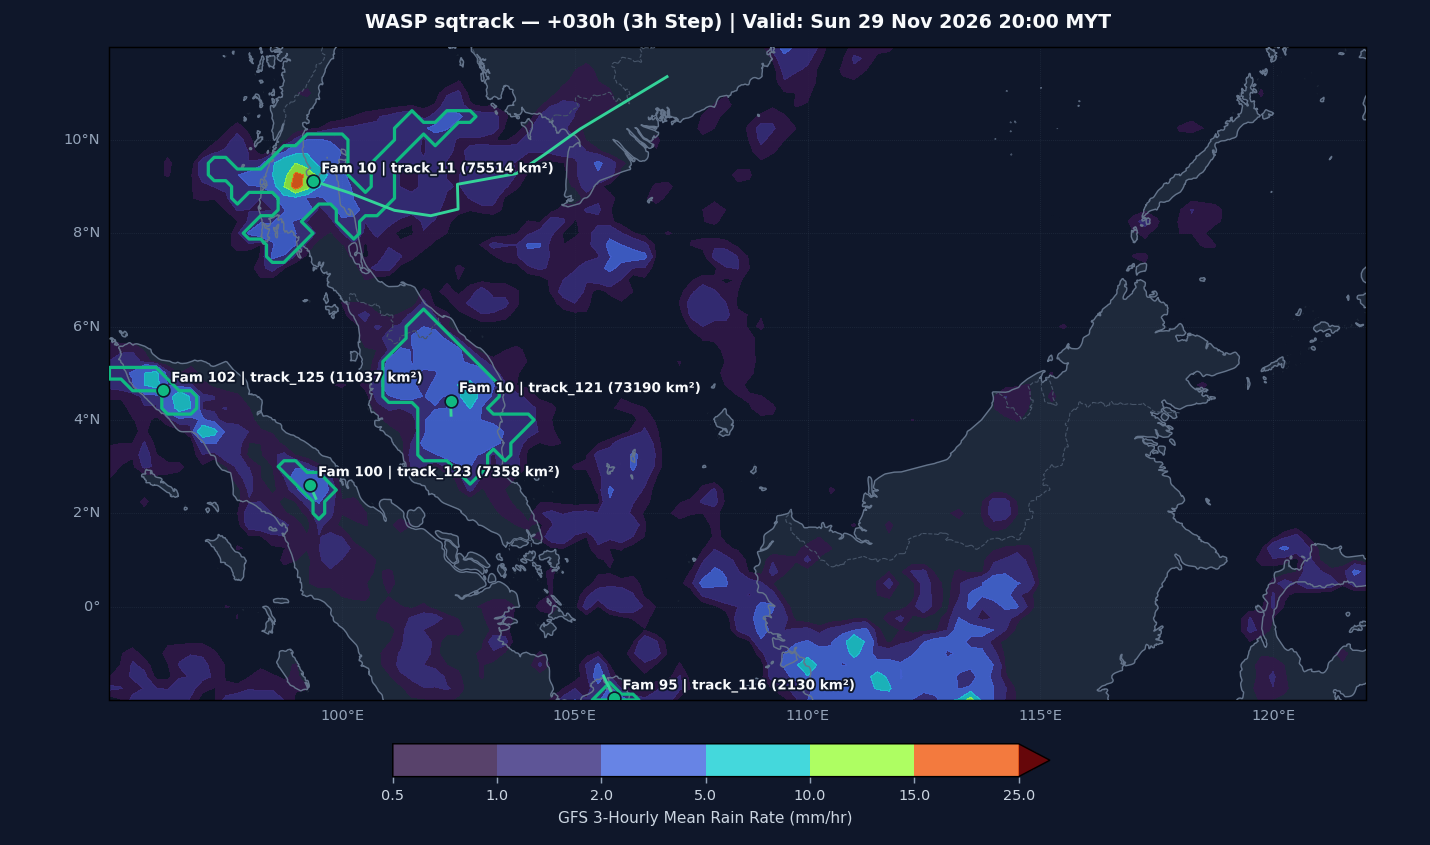 WASP sqtrack — +030h (3h Step) | Valid: Sun 29 Nov 2026 20:00 MYT
10°N
8°N
6°N
4°N
2°N
0°
Fam 10 | track_11 (75514 km²)
Fam 102 | track_125 (11037 km²)
Fam 10 | track_121 (73190 km²)
Fam 100 | track_123 (7358 km²)
Fam 95 | track_116 (2130 km²)
100°E 105°E 110°E 115°E 120°E
0.5 1.0 2.0 5.0 10.0 15.0 25.0
GFS 3-Hourly Mean Rain Rate (mm/hr)